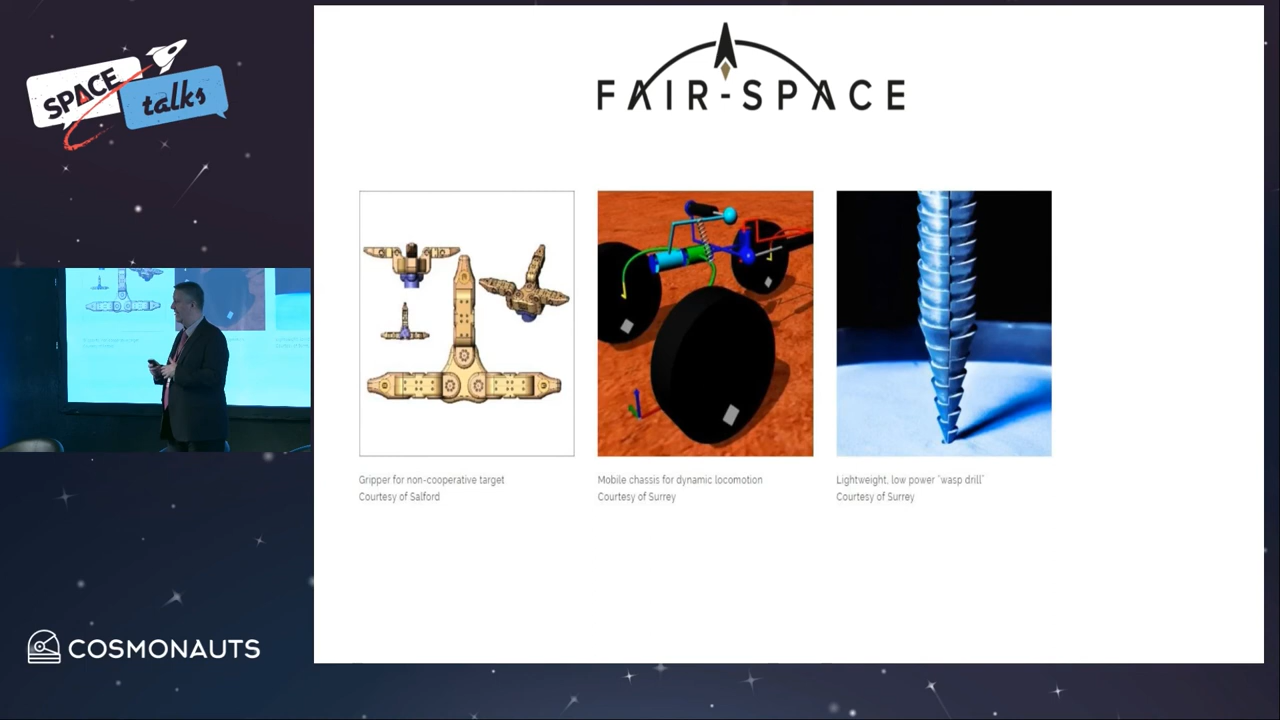 SPACE
talks
FAIR-SPACE
Gripper for non-cooperative target
Courtesy of Salford
Mobile chassis for dynamic locomotion
Courtesy of Surrey
Lightweight, low power "wasp drill"
Courtesy of Surrey
COSMONAUTS